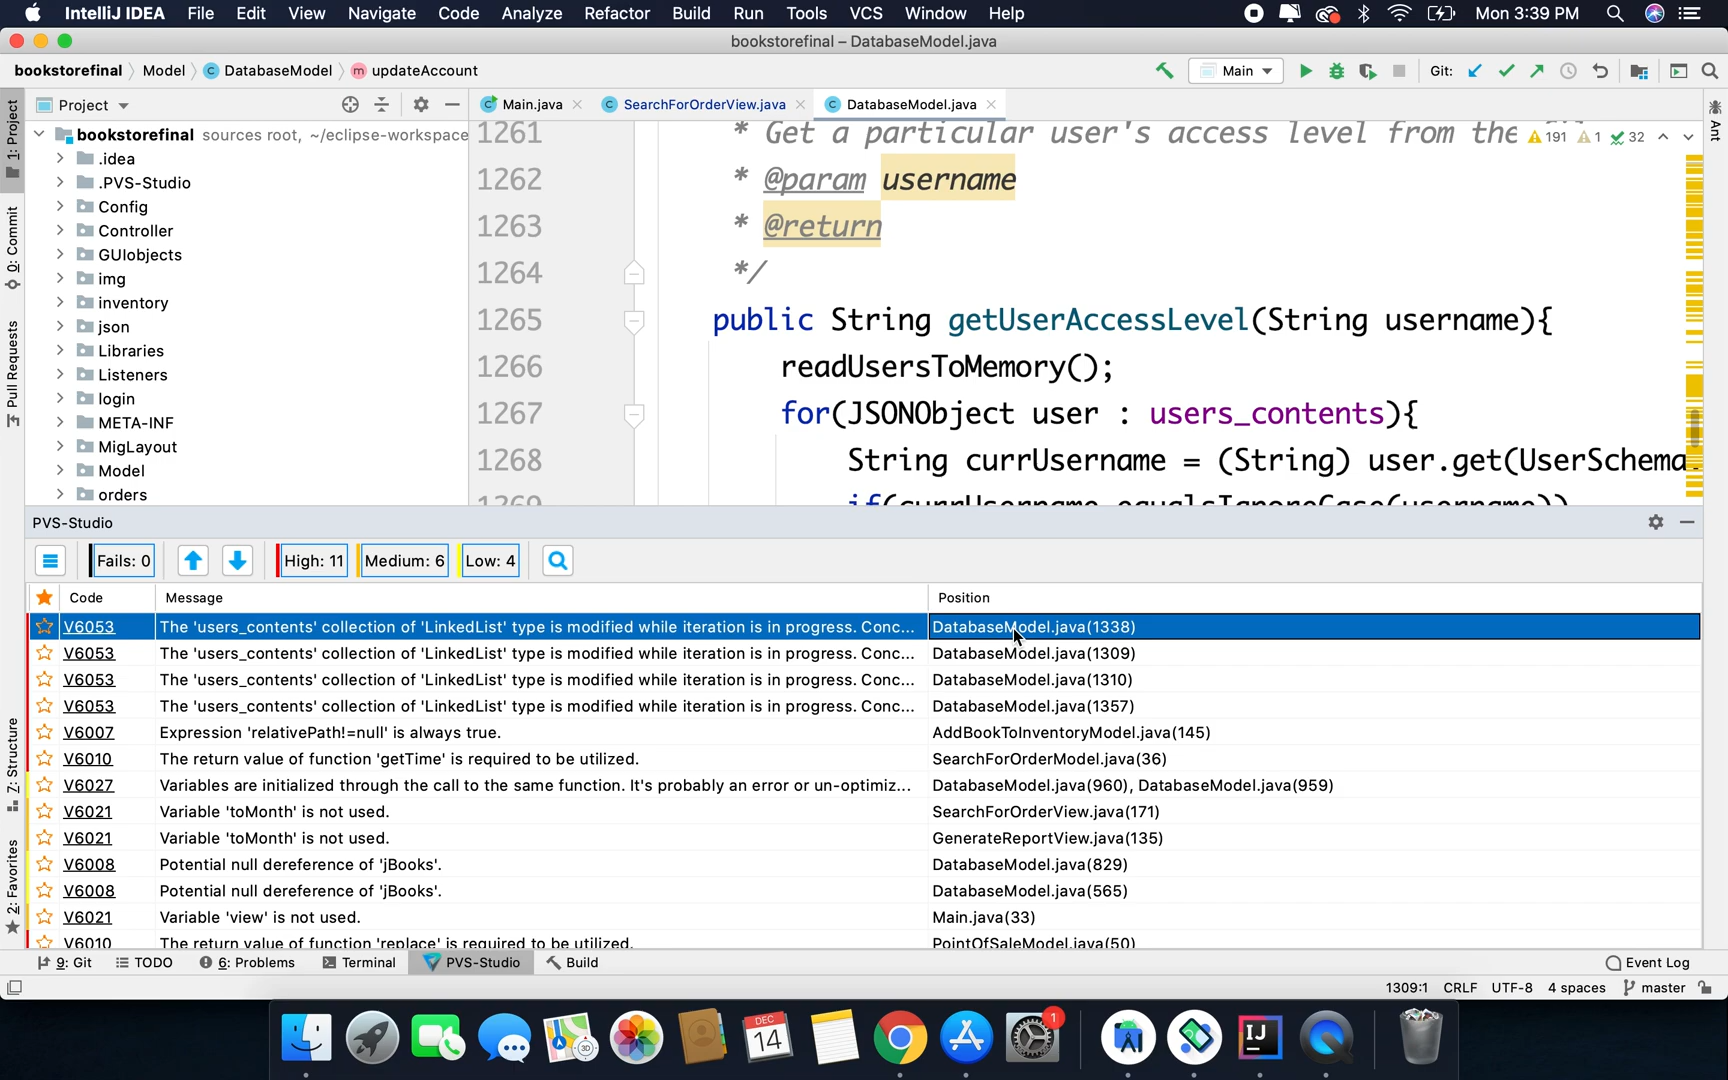 IntelliJ IDEA File Edit View Navigate Code Analyze Refactor Build Run Tools VCS Window Help Mon 3:39 PM
bookstorefinal – DatabaseModel.java
bookstorefinal Model C DatabaseModel m updateAccount Main Git:
1: Project
0: Commit
Pull Requests
Z: Structure
2: Favorites
Ant
Project
C Main.java C SearchForOrderView.java C DatabaseModel.java
bookstorefinal sources root, ~/eclipse-workspace
.idea
.PVS-Studio
Config
Controller
GUIobjects
img
inventory
json
Libraries
Listeners
login
META-INF
MigLayout
Model
orders
191 1 32
1261 * Get a particular user's access level from the
1262 * @param username
1263 * @return
1264 */
1265 public String getUserAccessLevel(String username){
1266 readUsersToMemory();
1267 for(JSONObject user : users_contents){
1268 String currUsername = (String) user.get(UserSchema.
1269 if(currUsername.equalsIgnoreCase(username))
PVS-Studio
Fails: 0 High: 11 Medium: 6 Low: 4
Code Message Position
V6053 The 'users_contents' collection of 'LinkedList' type is modified while iteration is in progress. Conc... DatabaseModel.java(1338)
V6053 The 'users_contents' collection of 'LinkedList' type is modified while iteration is in progress. Conc... DatabaseModel.java(1309)
V6053 The 'users_contents' collection of 'LinkedList' type is modified while iteration is in progress. Conc... DatabaseModel.java(1310)
V6053 The 'users_contents' collection of 'LinkedList' type is modified while iteration is in progress. Conc... DatabaseModel.java(1357)
V6007 Expression 'relativePath!=null' is always true. AddBookToInventoryModel.java(145)
V6010 The return value of function 'getTime' is required to be utilized. SearchForOrderModel.java(36)
V6027 Variables are initialized through the call to the same function. It's probably an error or un-optimiz... DatabaseModel.java(960), DatabaseModel.java(959)
V6021 Variable 'toMonth' is not used. SearchForOrderView.java(171)
V6021 Variable 'toMonth' is not used. GenerateReportView.java(135)
V6008 Potential null dereference of 'jBooks'. DatabaseModel.java(829)
V6008 Potential null dereference of 'jBooks'. DatabaseModel.java(565)
V6021 Variable 'view' is not used. Main.java(33)
V6010 The return value of function 'replace' is required to be utilized. PointOfSaleModel.java(50)
9: Git TODO 6: Problems Terminal PVS-Studio Build Event Log
1309:1 CRLF UTF-8 4 spaces master
DEC
14
3D
1
IJ